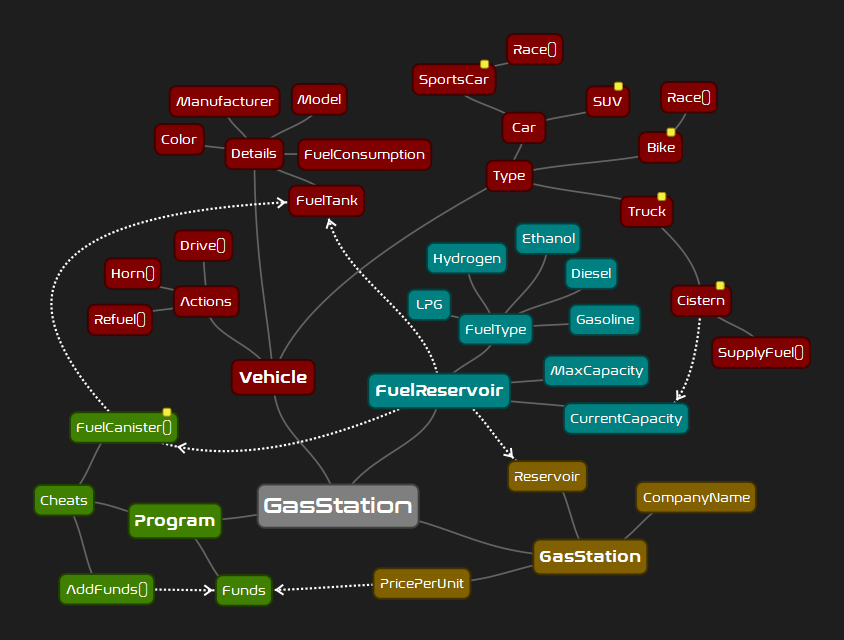 Race()
SportsCar
Manufacturer
Model
SUV
Race()
Color
Car
Details
FuelConsumption
Bike
Type
FuelTank
Truck
Drive()
Ethanol
Hydrogen
Horn()
Diesel
Actions
LPG
Cistern
Refuel()
FuelType
Gasoline
SupplyFuel()
Vehicle
MaxCapacity
FuelReservoir
CurrentCapacity
FuelCanister()
Reservoir
Cheats
CompanyName
GasStation
Program
GasStation
AddFunds()
Funds
PricePerUnit